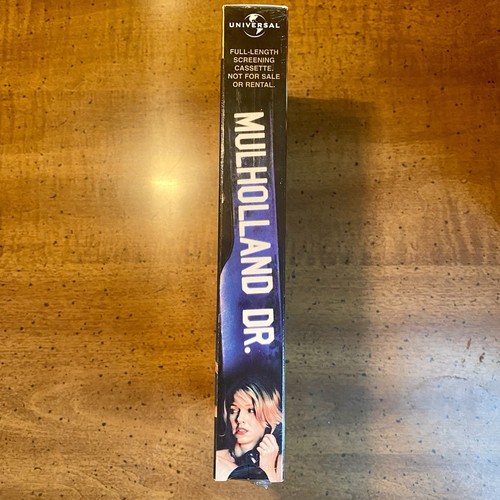 UNIVERSAL
FULL-LENGTH
SCREENING
CASSETTE.
NOT FOR SALE
OR RENTAL.
MULHOLLAND DR.